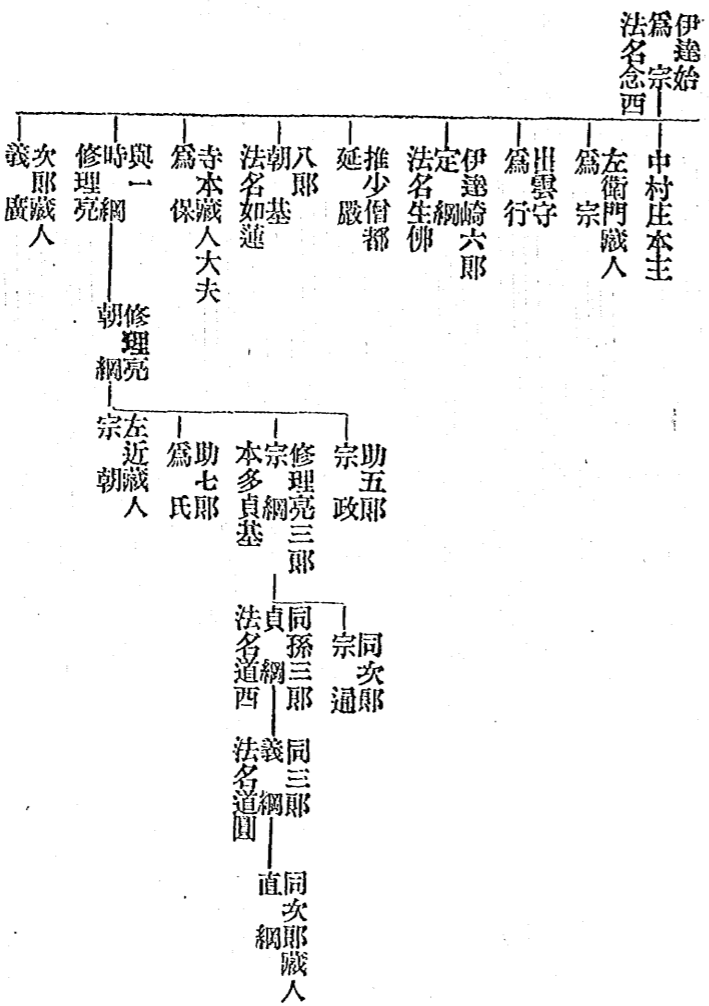 伊達始
爲宗
法名念西
中村庄本主
左衛門藏人
爲宗
出雲守
爲行
伊達崎六郎
定綱
法名生佛
推少僧都
延嚴
八郎
朝基
法名如蓮
寺本藏人大夫
爲保
與一
時綱
修理亮
次郎藏人
義廣
修理亮
朝綱
助五郎
宗政
修理亮三郎
宗綱
本多貞基
助七郎
爲氏
左近藏人
宗朝
同次郎
宗通
同孫三郎
貞綱
法名道西
同三郎
義綱
法名道圓
同次郎藏人
直綱